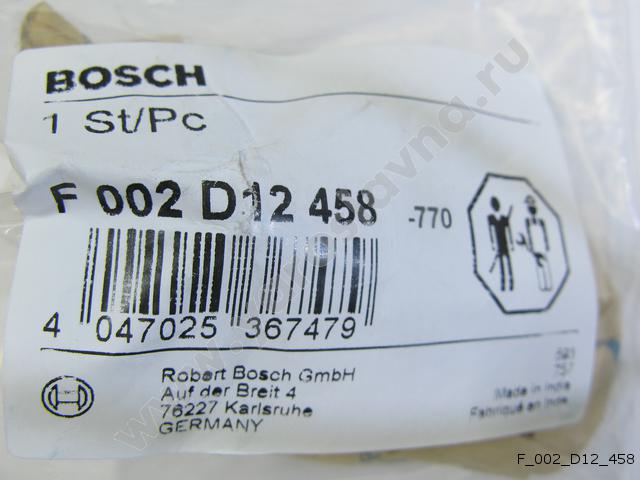 BOSCH
1 St/Pc
F 002 D12 458
-770
4 047025 367479
Robert Bosch GmbH
Auf der Breit 4
76227 Karlsruhe
GERMANY
757
Made in India
Fabriqué en Inde
F_002_D12_458